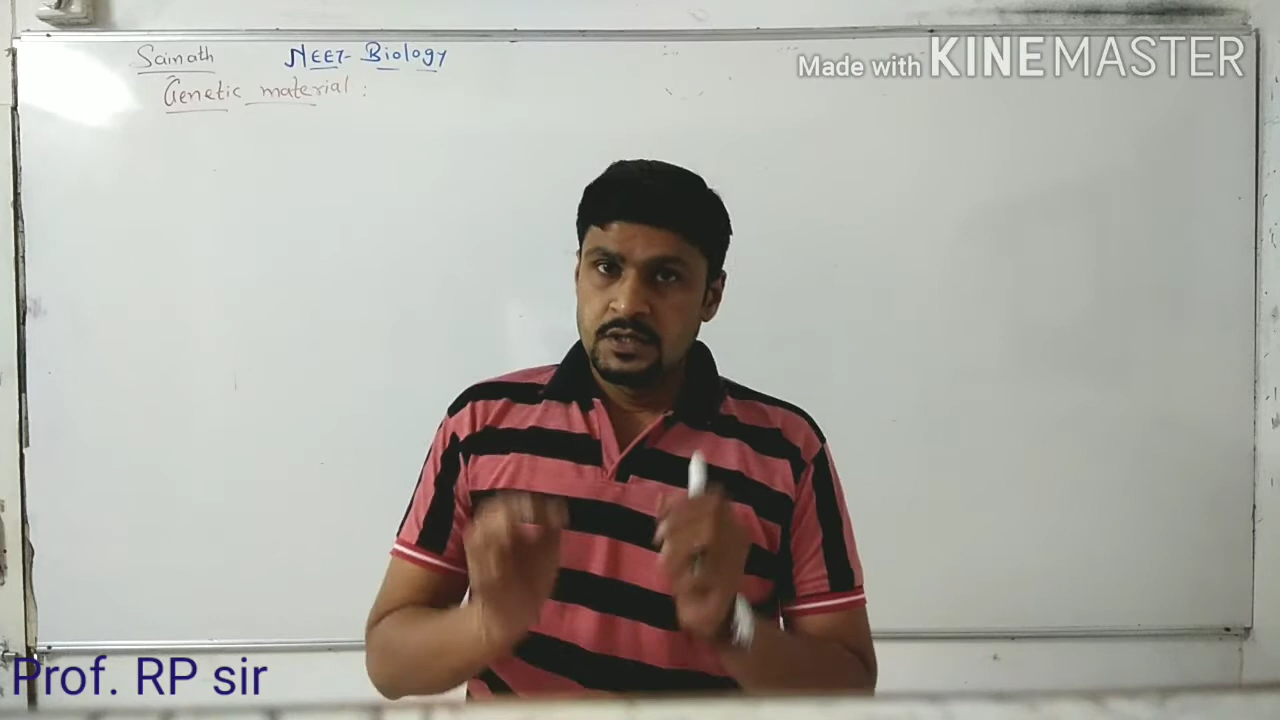 Sainath NEET- Biology
Genetic material :
Made with KINEMASTER
Prof. RP sir